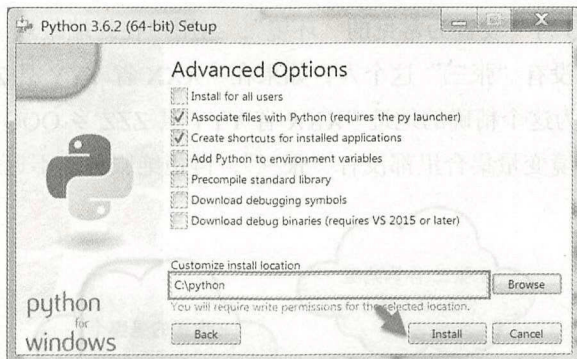 Python 3.6.2 (64-bit) Setup
Advanced Options
Install for all users
Associate files with Python (requires the py launcher)
Create shortcuts for installed applications
Add Python to environment variables
Precompile standard library
Download debugging symbols
Download debug binaries (requires VS 2015 or later)
Customize install location
C:\python
Browse
You will require write permissions for the selected location.
python
for
windows
Back
Install
Cancel